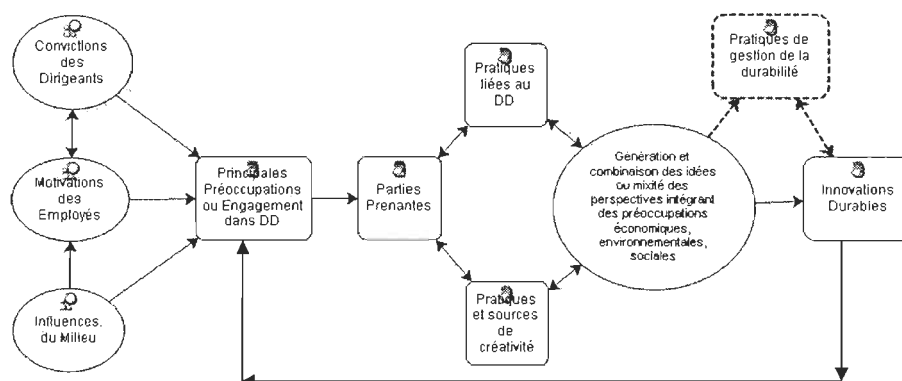 Convictions
des
Dirigeants
Motivations
des
Employés
Influences
du Milieu
Principales
Préoccupations
ou Engagement
dans DD
Parties
Prenantes
Pratiques
liées au
DD
Pratiques
et sources
de
créativité
Génération et
combinaison des idées
ou mixité des
perspectives intégrant
des préoccupations
économiques,
environnementales,
sociales
Pratiques de
gestion de la
durabilité
Innovations
Durables